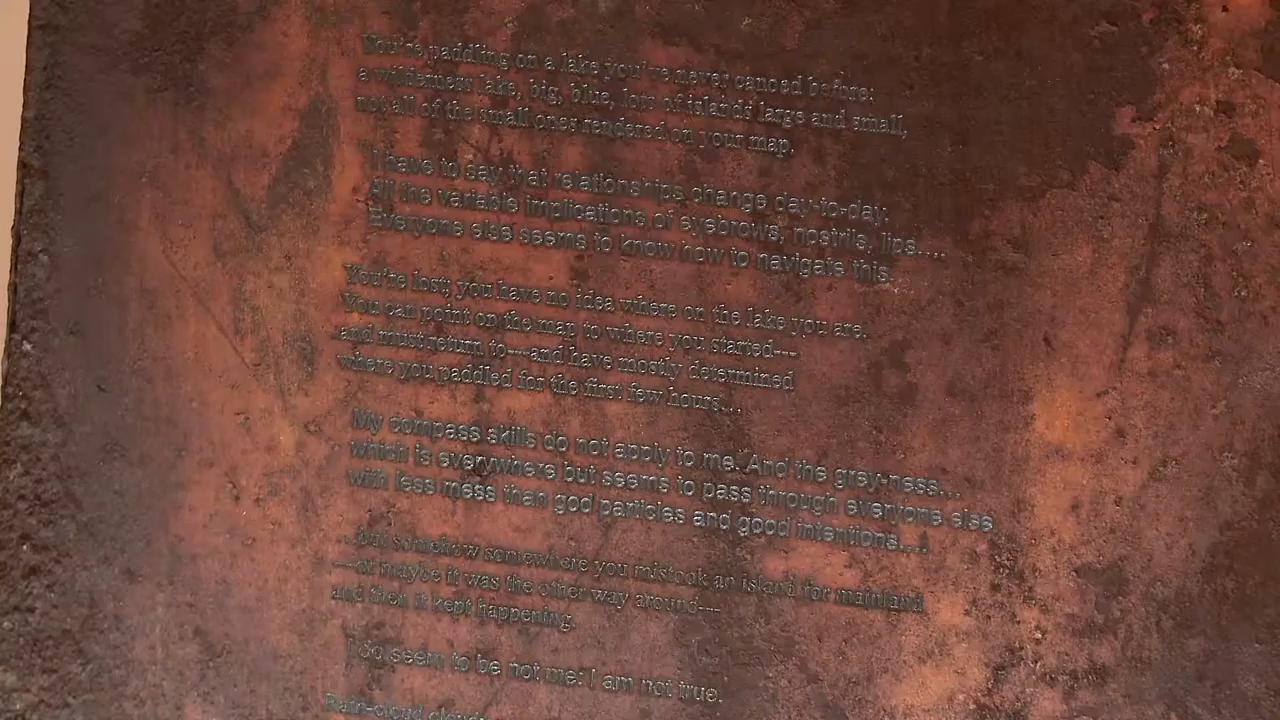 You're paddling on a lake you've never canoed before:
a wilderness lake, big, blue, lots of islands large and small,
not all of the small ones rendered on your map.
I have to say that relationships change day-to-day.
All the variable implications of eyebrows, nostrils, lips....
Everyone else seems to know how to navigate this.
You're lost; you have no idea where on the lake you are.
You can point on the map to where you started---
and must return to---and have mostly determined
where you paddled for the first few hours...
My compass skills do not apply to me. And the grey-ness...
which is everywhere but seems to pass through everyone else
with less mess than god particles and good intentions....
...but somehow somewhere you mistook an island for mainland
---or maybe it was the other way around---
and then it kept happening.
I do seem to be not me: I am not true.
Rain-cloud clouds